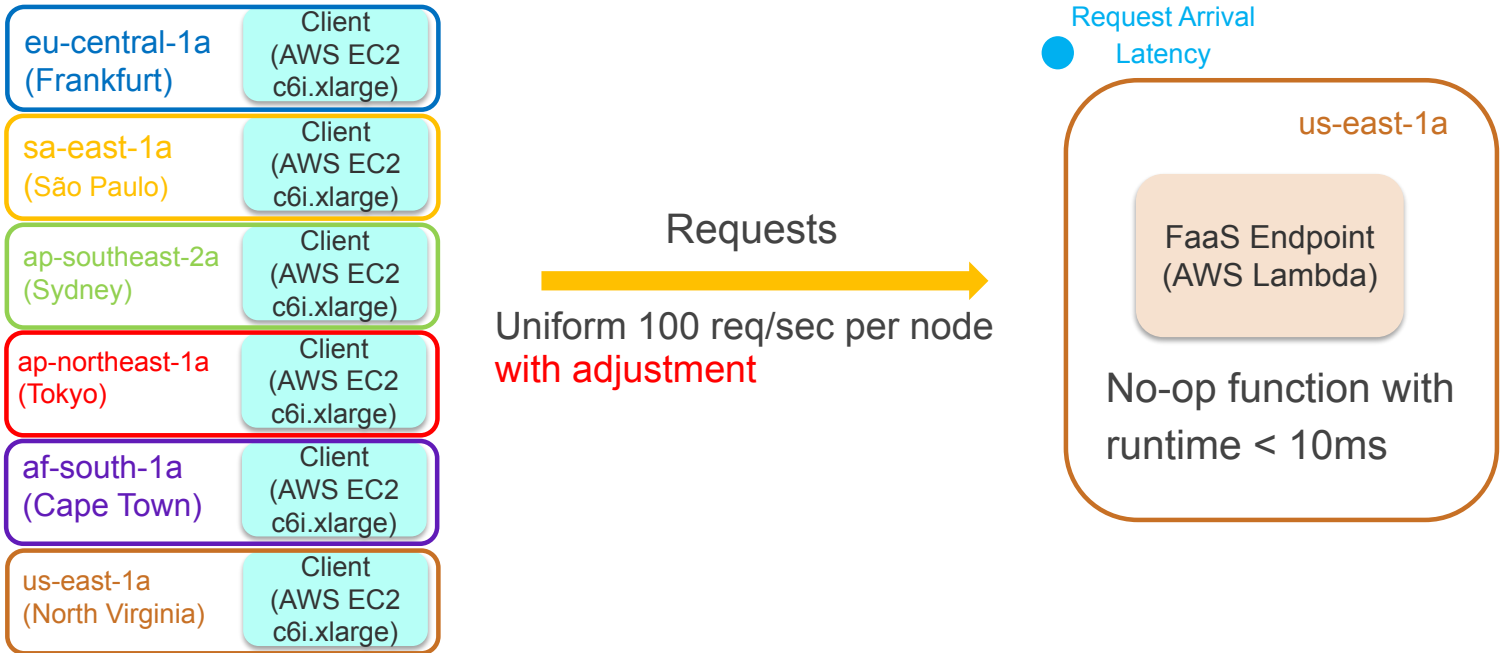 eu-central-1a
(Frankfurt)
Client
(AWS EC2
c6i.xlarge)
sa-east-1a
(São Paulo)
Client
(AWS EC2
c6i.xlarge)
ap-southeast-2a
(Sydney)
Client
(AWS EC2
c6i.xlarge)
ap-northeast-1a
(Tokyo)
Client
(AWS EC2
c6i.xlarge)
af-south-1a
(Cape Town)
Client
(AWS EC2
c6i.xlarge)
us-east-1a
(North Virginia)
Client
(AWS EC2
c6i.xlarge)
Requests
Uniform 100 req/sec per node
with adjustment
Request Arrival
Latency
us-east-1a
FaaS Endpoint
(AWS Lambda)
No-op function with
runtime < 10ms